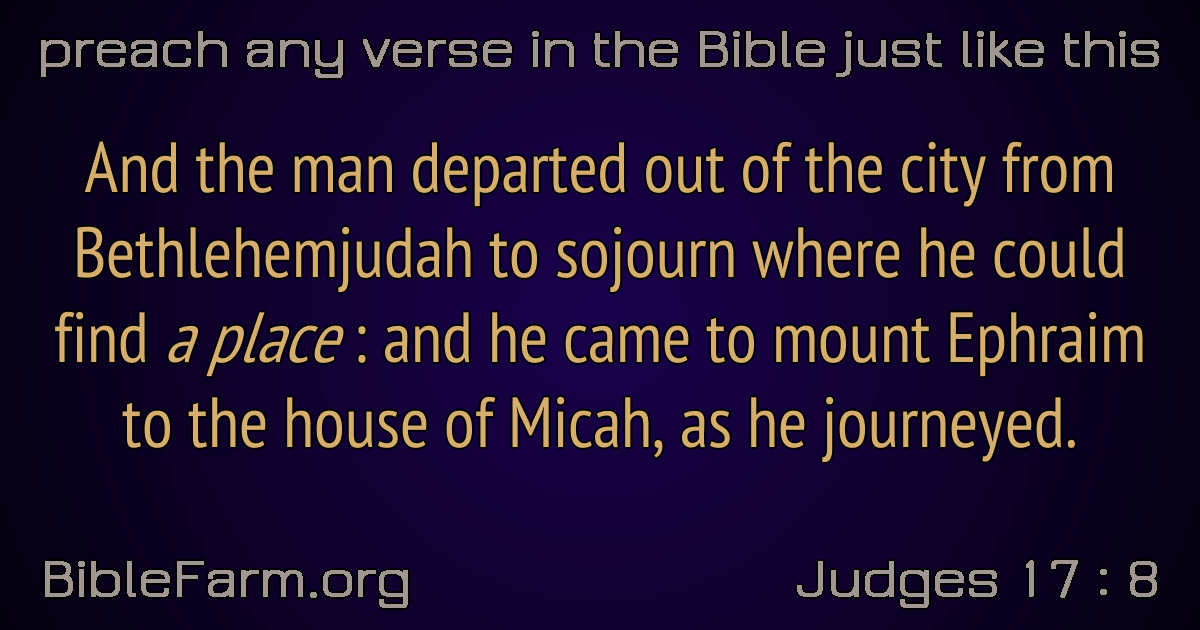 preach any verse in the Bible just like this
And the man departed out of the city from
Bethlehemjudah to sojourn where he could
find a place : and he came to mount Ephraim
to the house of Micah, as he journeyed.
BibleFarm.org
Judges 17 : 8